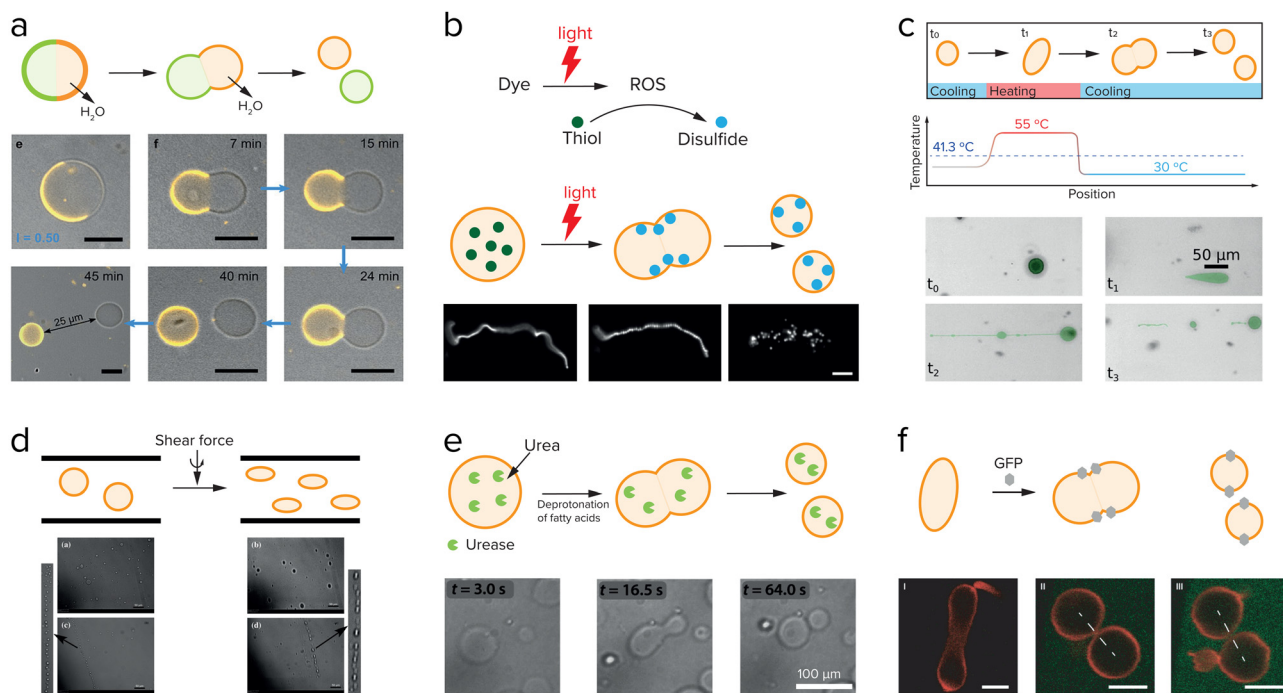 a
H₂O
H₂O
e
I = 0.50
f
7 min
15 min
45 min
25 µm
40 min
24 min
b
light
Dye
ROS
Thiol
Disulfide
light
c
t₀
t₁
t₂
t₃
Cooling
Heating
Cooling
Temperature
41.3 ºC
55 ºC
30 ºC
Position
t₀
t₁
50 µm
t₂
t₃
d
Shear force
(a)
(b)
(c)
(d)
e
Urea
Deprotonation
of fatty acids
Urease
t = 3.0 s
t = 16.5 s
t = 64.0 s
100 µm
f
GFP
I
II
III